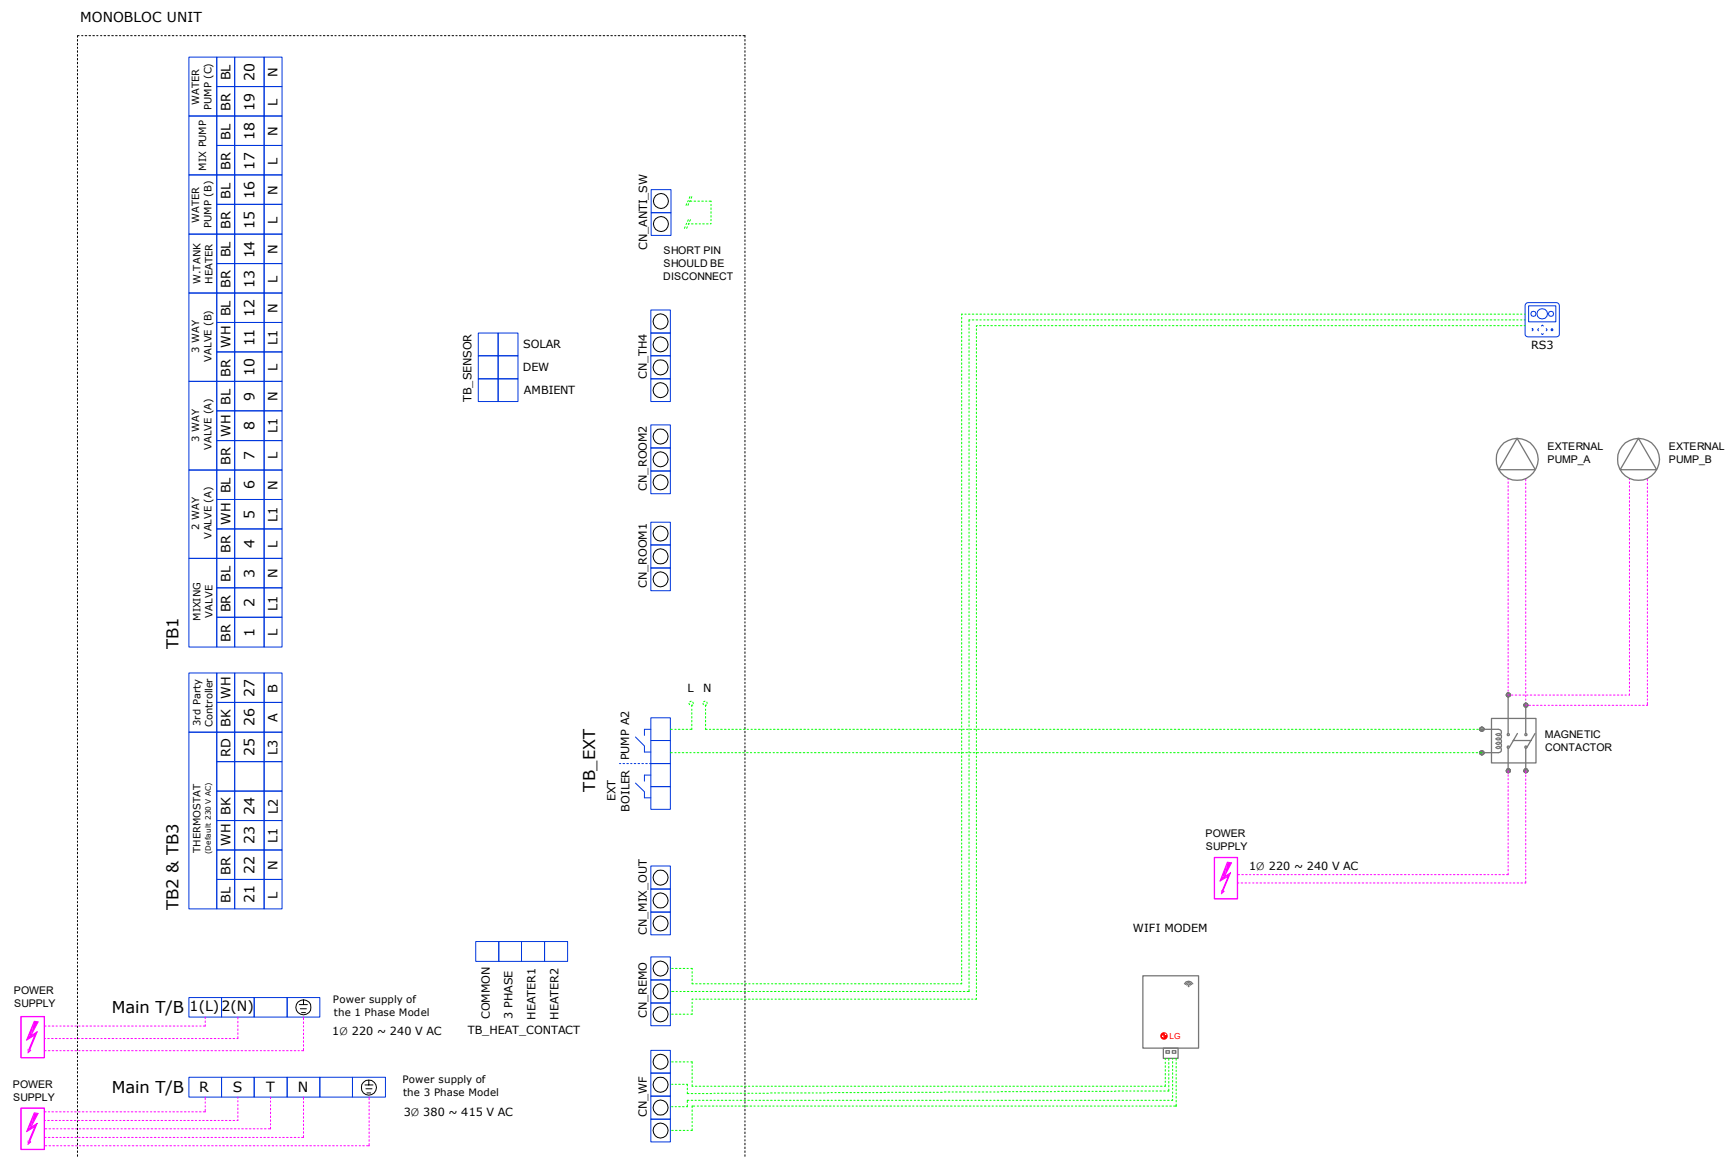 MONOBLOC UNIT
TB1
WATER
PUMP (C)
BL 20 N
BR 19 L
MIX PUMP
BL 18 N
BR 17 L
WATER
PUMP (B)
BL 16 N
BR 15 L
W.TANK
HEATER
BL 14 N
BR 13 L
3 WAY
VALVE (B)
BL 12 N
WH 11 L1
BR 10 L
3 WAY
VALVE (A)
BL 9 N
WH 8 L1
BR 7 L
2 WAY
VALVE (A)
BL 6 N
WH 5 L1
BR 4 L
MIXING
VALVE
BL 3 N
BR 2 L1
BR 1 L
TB2 & TB3
3rd Party
Controller
WH 27 B
BK 26 A
THERMOSTAT
(Default 230 V AC)
RD 25 L3
BK 24 L2
WH 23 L1
BR 22 N
BL 21 L
POWER
SUPPLY
Main T/B 1(L) 2(N)
Power supply of
the 1 Phase Model
1Ø 220 ~ 240 V AC
POWER
SUPPLY
Main T/B R S T N
Power supply of
the 3 Phase Model
3Ø 380 ~ 415 V AC
TB_SENSOR
SOLAR
DEW
AMBIENT
COMMON
3 PHASE
HEATER1
HEATER2
TB_HEAT_CONTACT
CN_ANTI_SW
SHORT PIN
SHOULD BE
DISCONNECT
CN_TH4
CN_ROOM2
CN_ROOM1
L N
TB_EXT
PUMP A2
EXT
BOILER
CN_MIX_OUT
CN_REMO
CN_WF
RS3
EXTERNAL
PUMP_A
EXTERNAL
PUMP_B
MAGNETIC
CONTACTOR
POWER
SUPPLY
1Ø 220 ~ 240 V AC
WIFI MODEM
LG